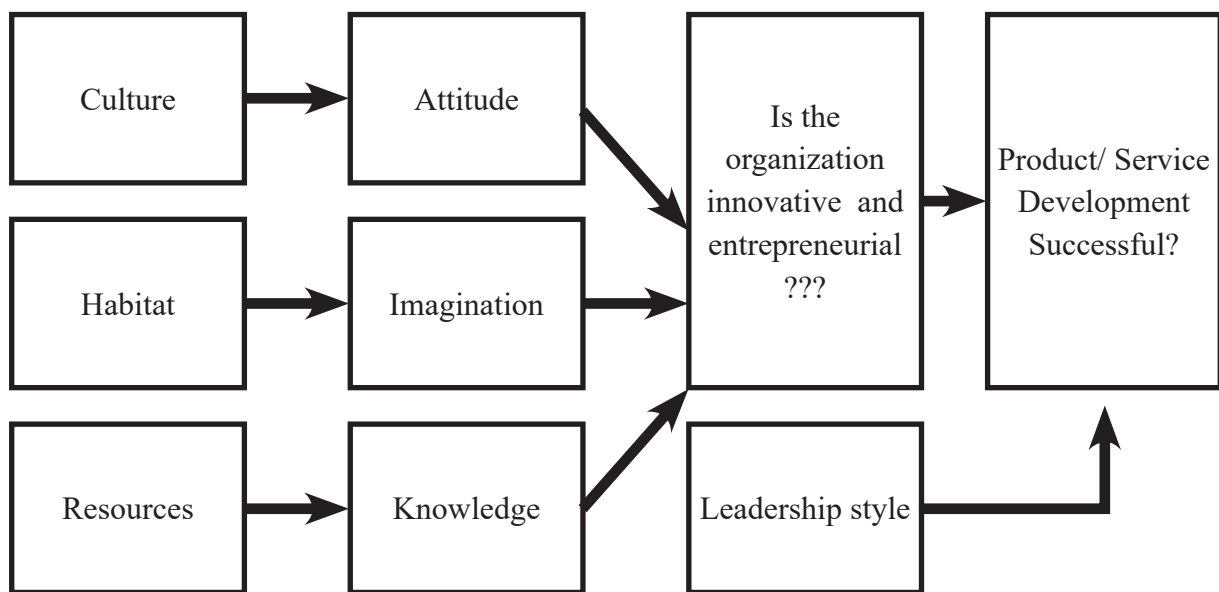 Culture
Attitude
Is the
organization
innovative and
entrepreneurial
???
Product/ Service
Development
Successful?
Habitat
Imagination
Resources
Knowledge
Leadership style